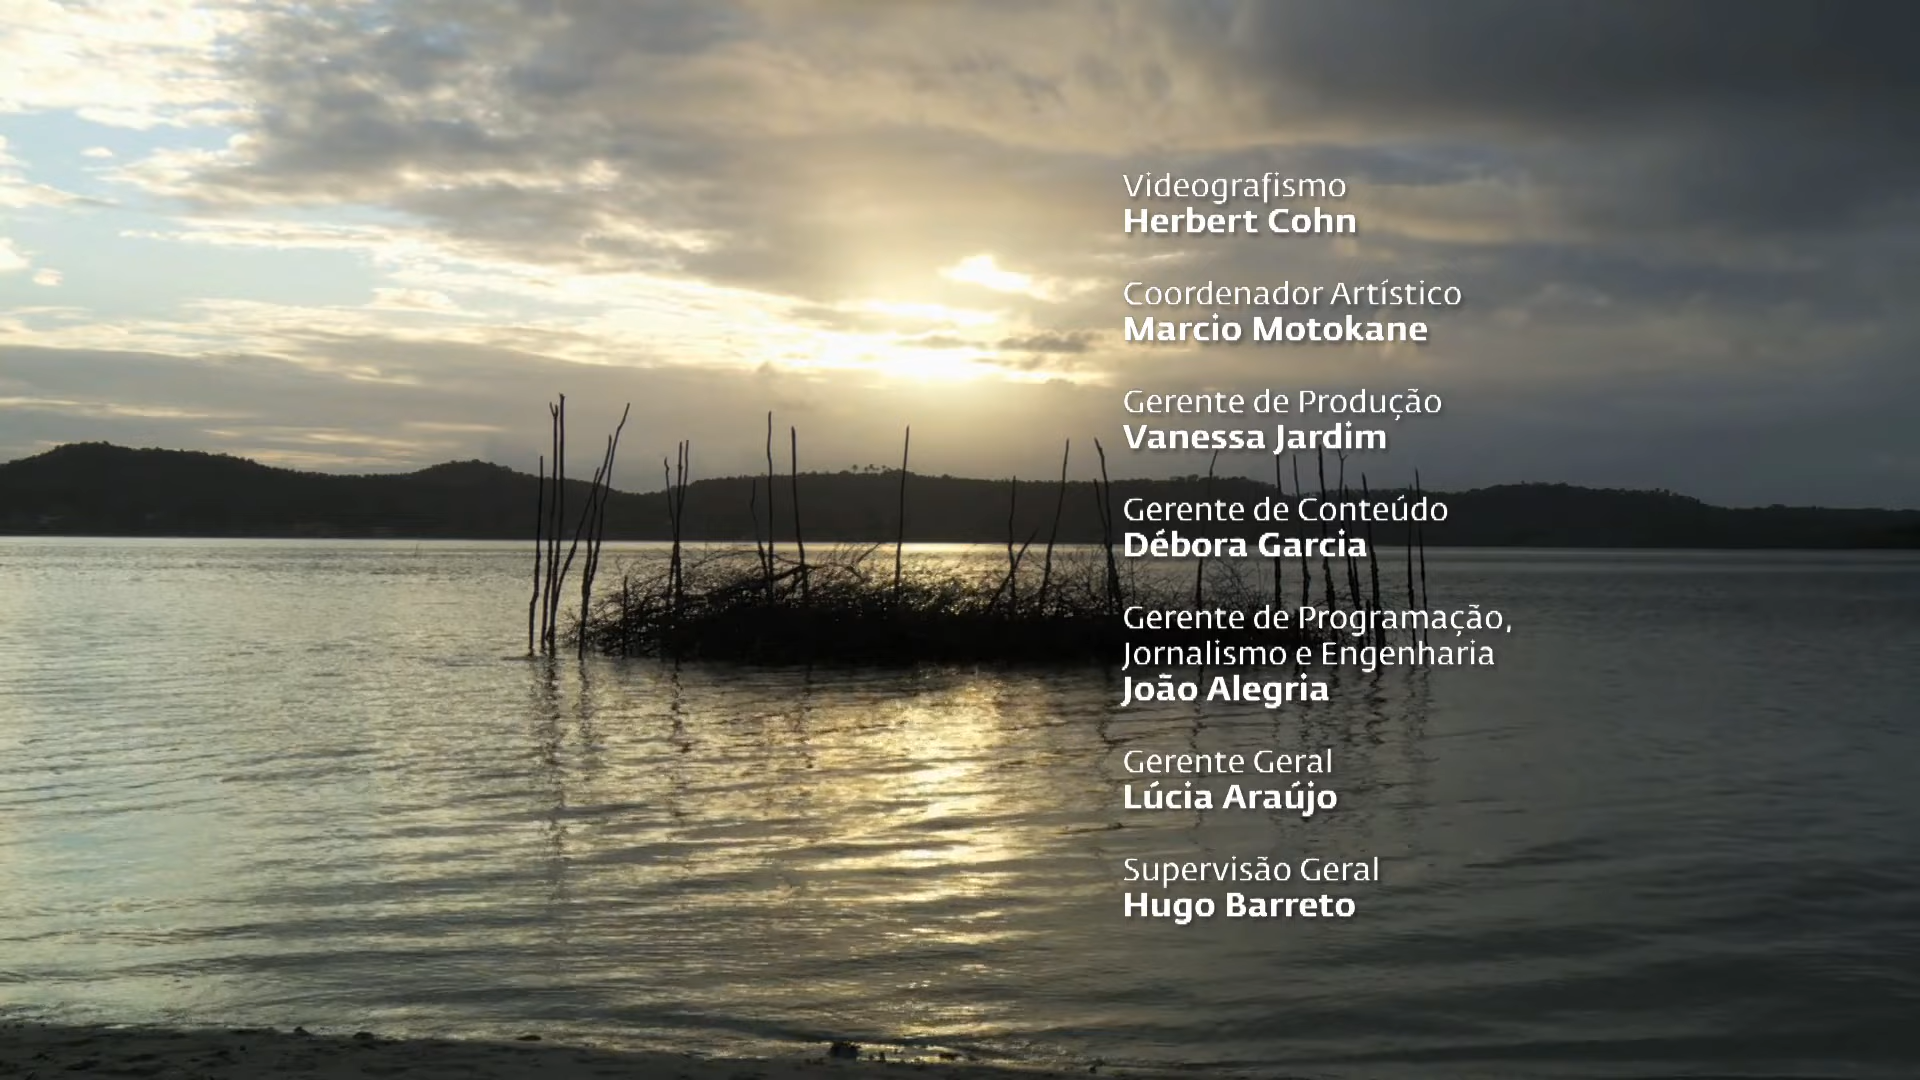 Videografismo
Herbert Cohn
Coordenador Artístico
Marcio Motokane
Gerente de Produção
Vanessa Jardim
Gerente de Conteúdo
Débora Garcia
Gerente de Programação,
Jornalismo e Engenharia
João Alegria
Gerente Geral
Lúcia Araújo
Supervisão Geral
Hugo Barreto